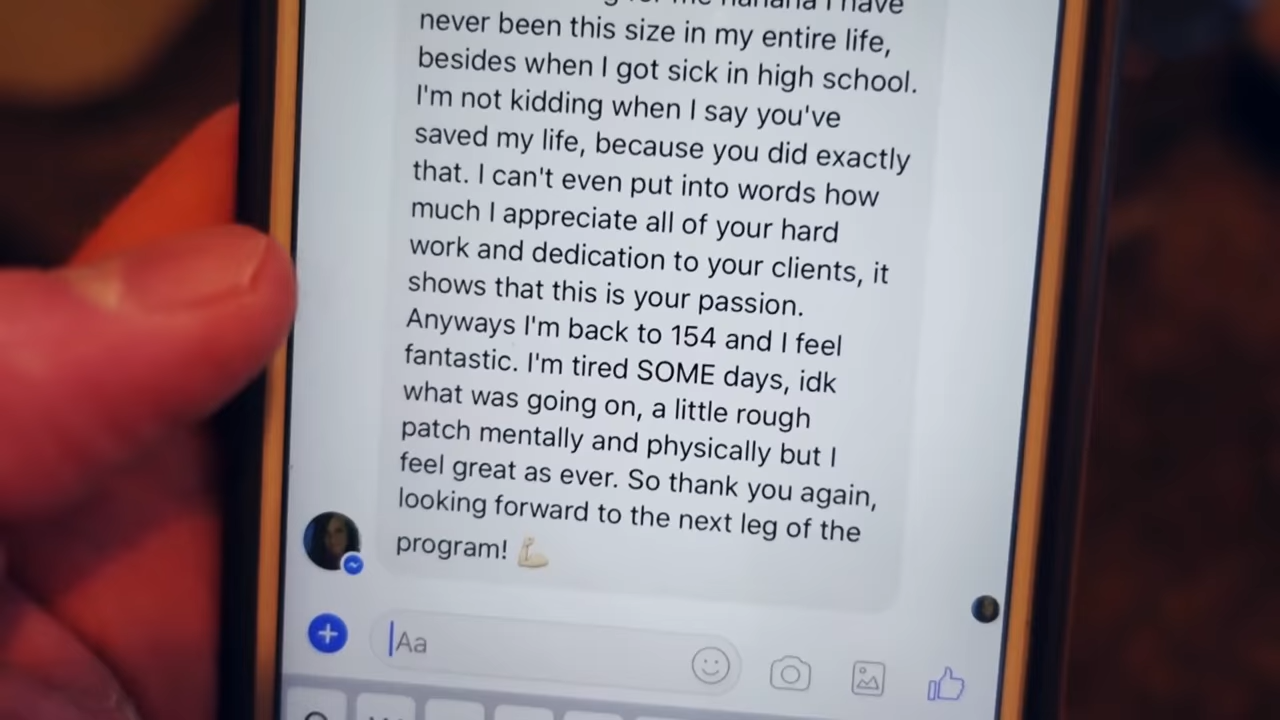 for me hahaha I have
never been this size in my entire life,
besides when I got sick in high school.
I'm not kidding when I say you've
saved my life, because you did exactly
that. I can't even put into words how
much I appreciate all of your hard
work and dedication to your clients, it
shows that this is your passion.
Anyways I'm back to 154 and I feel
fantastic. I'm tired SOME days, idk
what was going on, a little rough
patch mentally and physically but I
feel great as ever. So thank you again,
looking forward to the next leg of the
program! 💪🏻
Aa